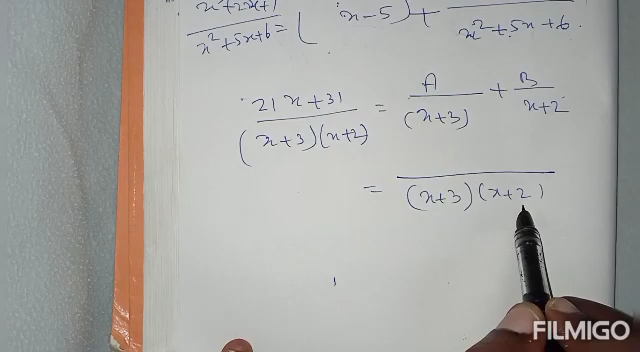 x²+5x+6 = ( x-5) + x²+5x+6.
21x+31 / (x+3)(x+2) = A / (x+3) + B / x+2
= / (x+3)(x+2)
FILMIGO